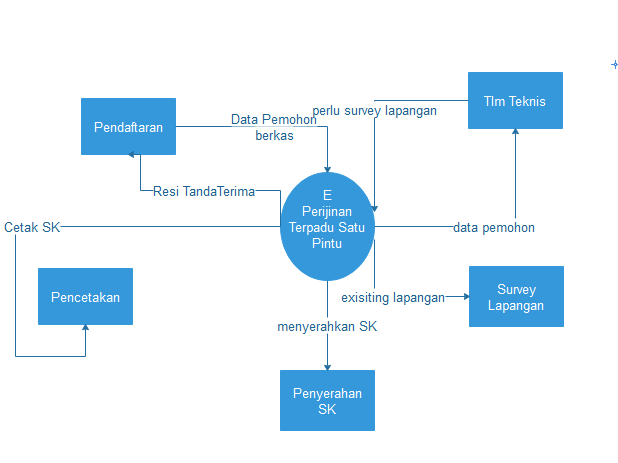 TIm Teknis
perlu survey lapangan
Pendaftaran
Data Pemohon
berkas
Resi TandaTerima
E
Perijinan
Terpadu Satu
Pintu
Cetak SK
data pemohon
Pencetakan
exisiting lapangan
Survey
Lapangan
menyerahkan SK
Penyerahan
SK